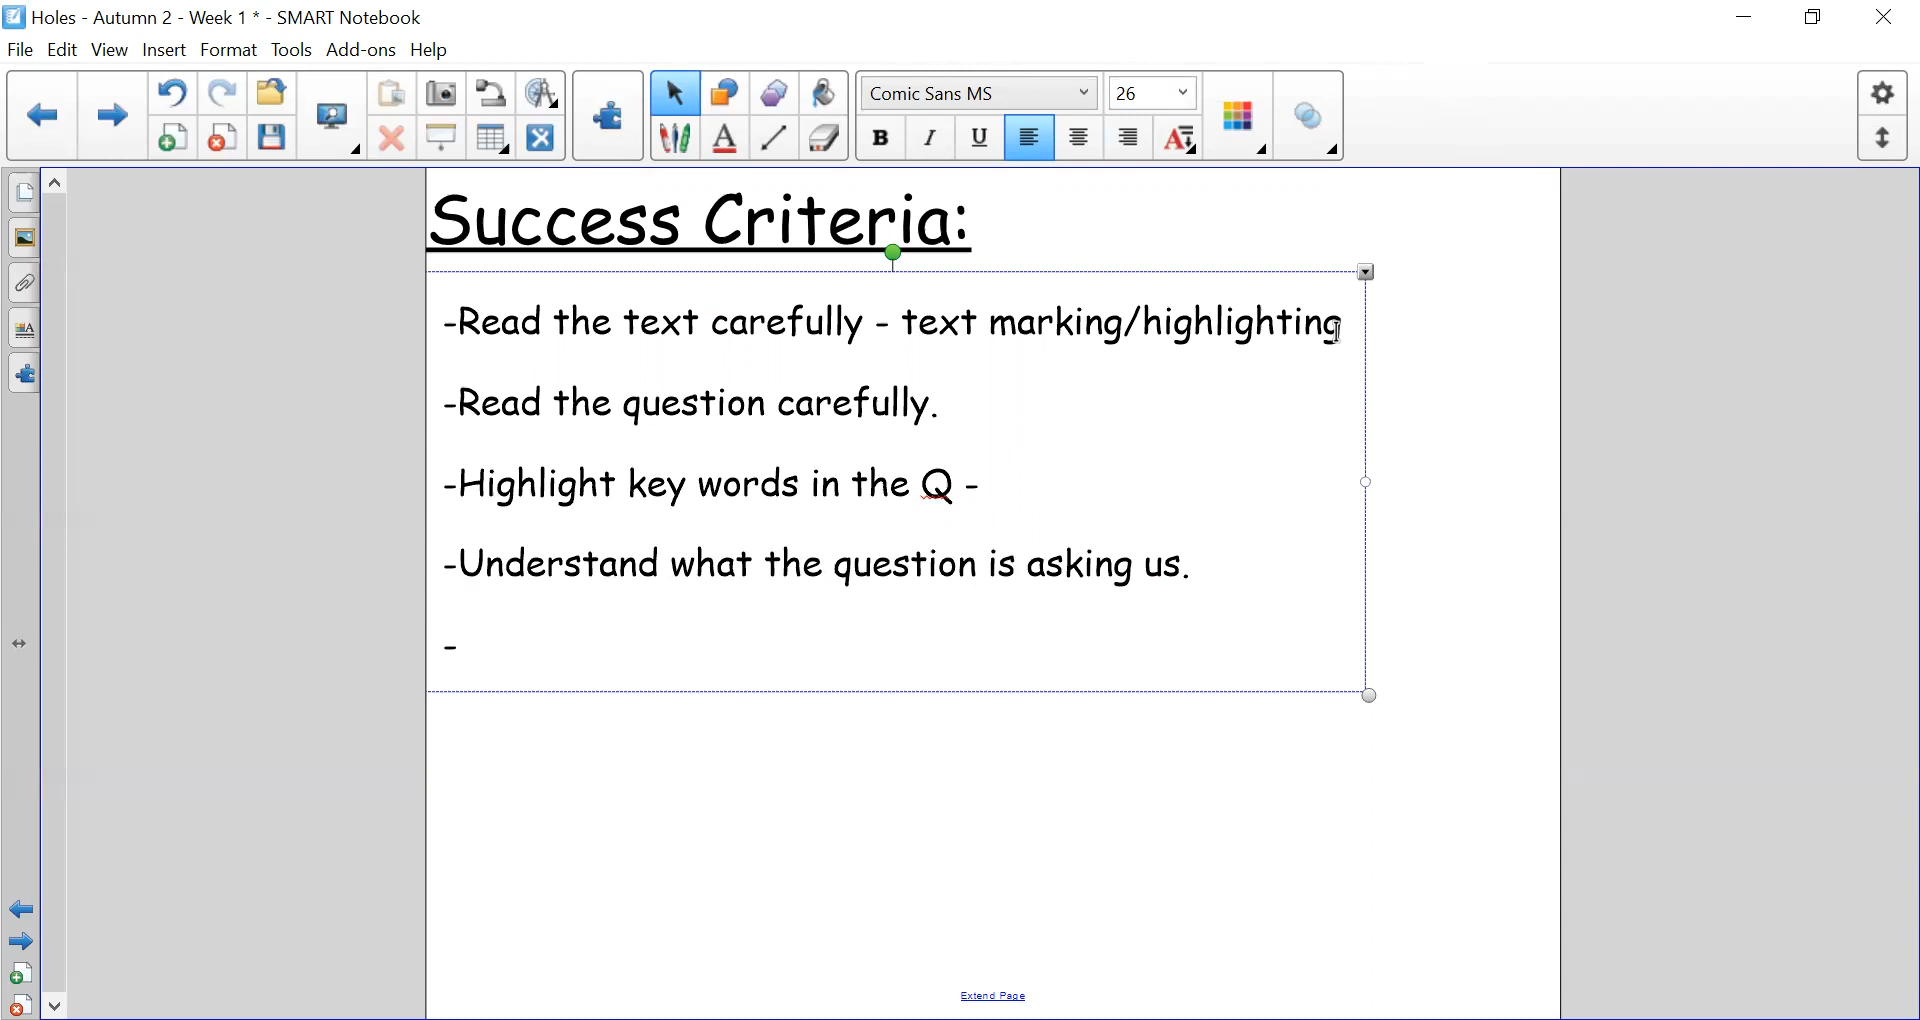 Holes - Autumn 2 - Week 1 * - SMART Notebook
File Edit View Insert Format Tools Add-ons Help
Comic Sans MS 26
B I U
Success Criteria:
-Read the text carefully - text marking/highlighting
-Read the question carefully.
-Highlight key words in the Q -
-Understand what the question is asking us.
-
Extend Page